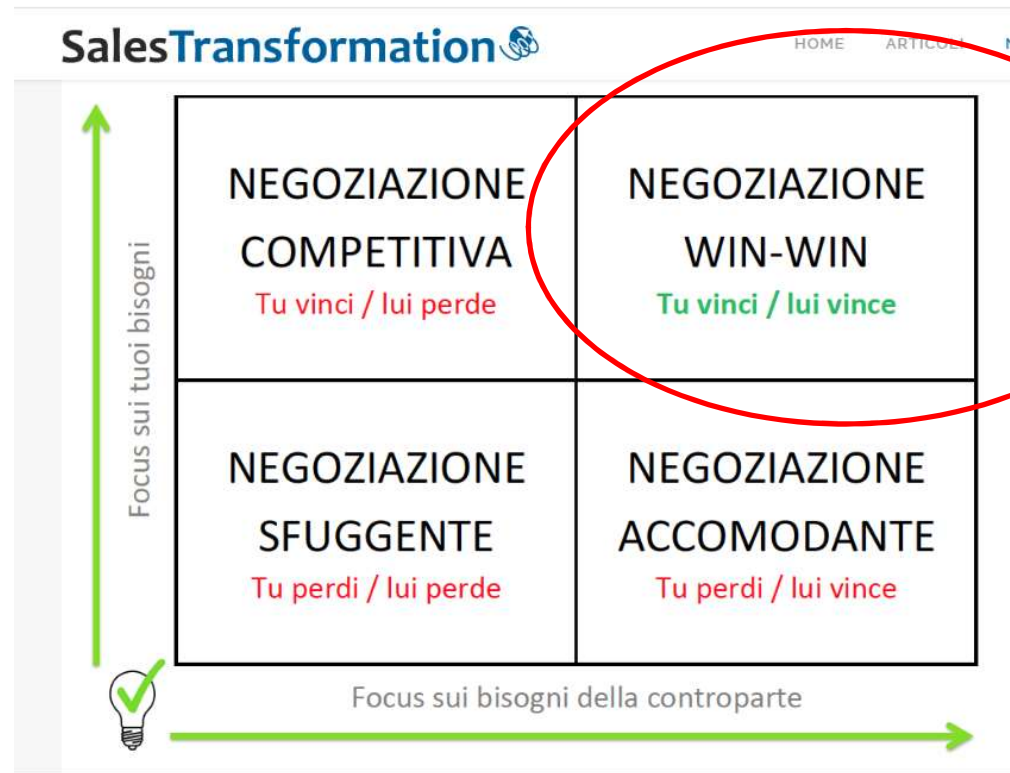 SalesTransformation
HOME ARTICOLI
NEGOZIAZIONE
COMPETITIVA
Tu vinci / lui perde
NEGOZIAZIONE
WIN-WIN
Tu vinci / lui vince
Focus sui tuoi bisogni
NEGOZIAZIONE
SFUGGENTE
Tu perdi / lui perde
NEGOZIAZIONE
ACCOMODANTE
Tu perdi / lui vince
Focus sui bisogni della controparte